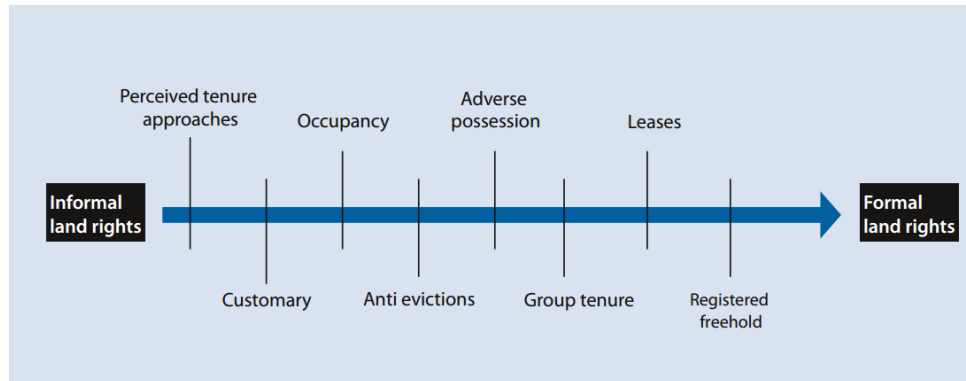 Perceived tenure
approaches
Occupancy
Adverse
possession
Leases
Informal
land rights
Formal
land rights
Customary
Anti evictions
Group tenure
Registered
freehold